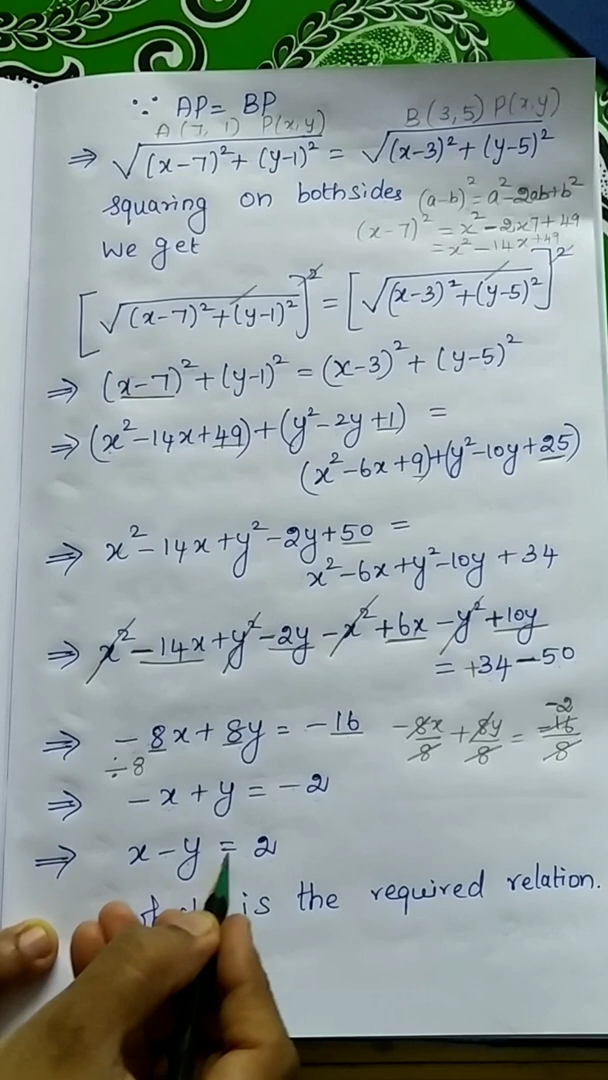 ∵ AP = BP
A(7, 1) P(x,y) B(3,5) P(x,y)
⇒ √(x-7)²+(y-1)² = √(x-3)²+(y-5)²
squaring on bothsides (a-b)² = a²-2ab+b²
we get (x-7)² = x²-2x7+49
= x²-14x+49
[√(x-7)²+(y-1)²]² = [√(x-3)²+(y-5)²]²
⇒ (x-7)²+(y-1)² = (x-3)²+(y-5)²
⇒ (x²-14x+49)+(y²-2y+1) =
(x²-6x+9)+(y²-10y+25)
⇒ x²-14x+y²-2y+50 =
x²-6x+y²-10y+34
⇒ x²-14x+y²-2y-x²+6x-y²+10y
= +34-50
⇒ -8x+8y = -16 -8x/8 + 8y/8 = -16/8 -2
÷8
⇒ -x+y = -2
⇒ x-y = 2
is the required relation.